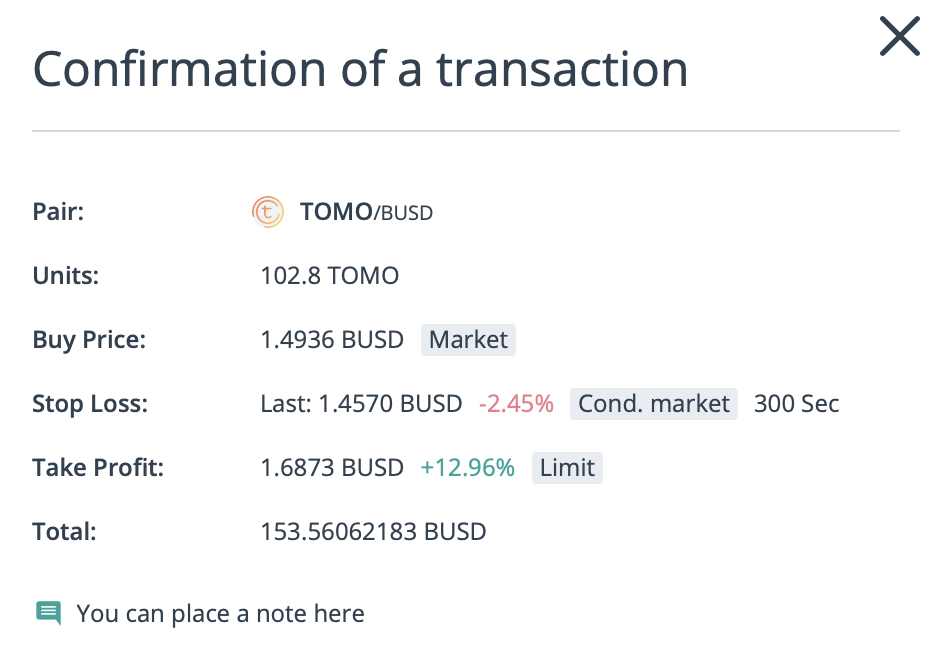 Confirmation of a transaction
Pair: TOMO/BUSD
Units: 102.8 TOMO
Buy Price: 1.4936 BUSD Market
Stop Loss: Last: 1.4570 BUSD -2.45% Cond. market 300 Sec
Take Profit: 1.6873 BUSD +12.96% Limit
Total: 153.56062183 BUSD
You can place a note here